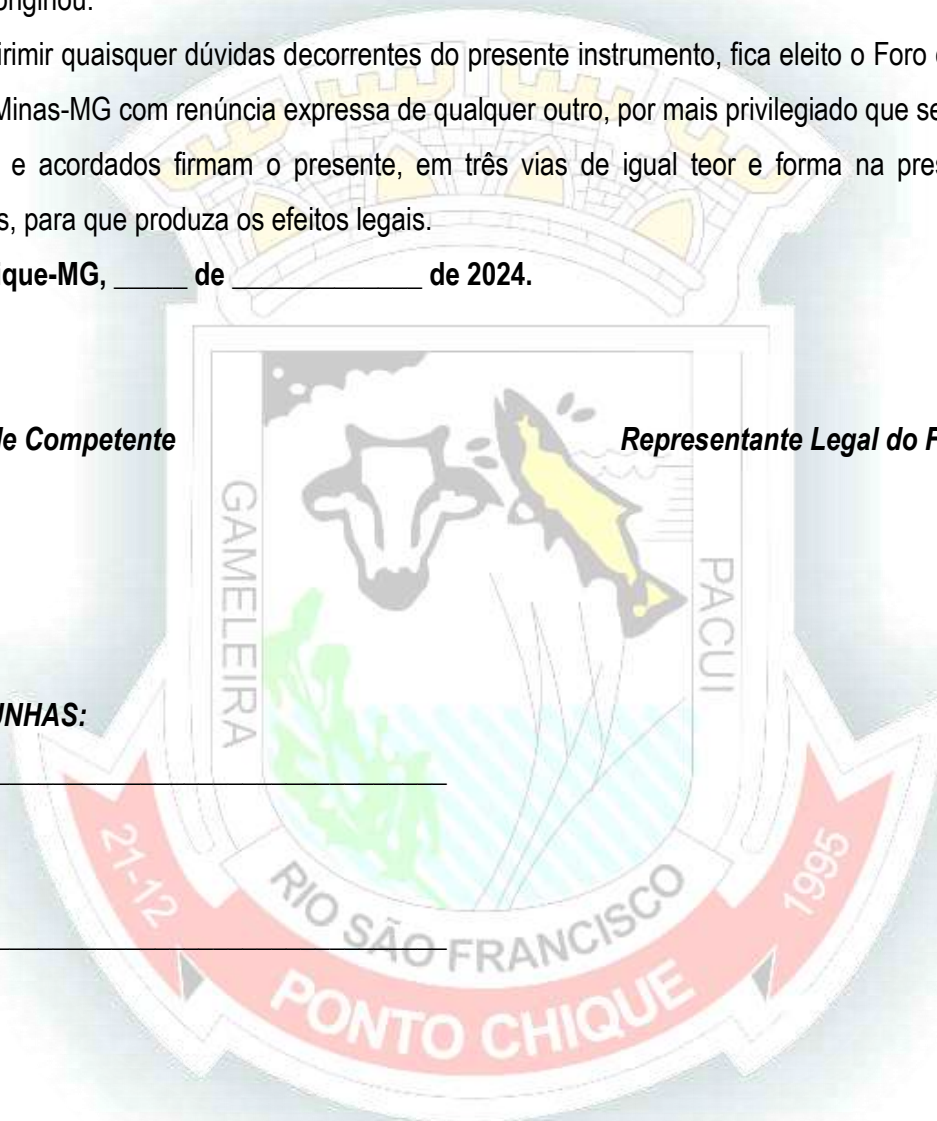 originou.
irimir quaisquer dúvidas decorrentes do presente instrumento, fica eleito o Foro
Minas-MG com renúncia expressa de qualquer outro, por mais privilegiado que se
e acordados firmam o presente, em três vias de igual teor e forma na pres
s, para que produza os efeitos legais.
ique-MG, _____ de _____________ de 2024.
de Competente Representante Legal do F
GAMELEIRA
PACUI
UNHAS:
21-12
1995
RIO SÃO FRANCISCO
PONTO CHIQUE